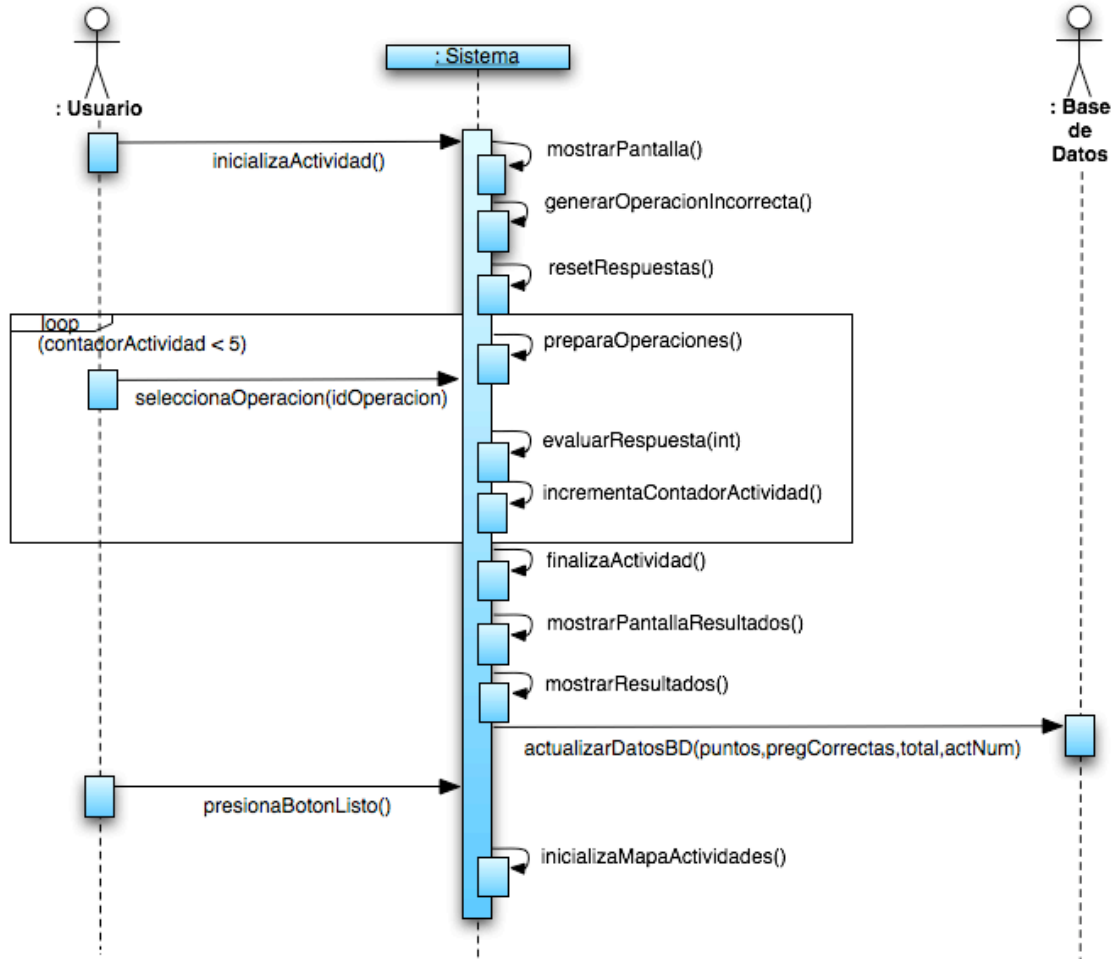 : Sistema
: Usuario
: Base
de
Datos
inicializaActividad()
mostrarPantalla()
generarOperacionIncorrecta()
resetRespuestas()
loop
(contadorActividad < 5)
preparaOperaciones()
seleccionaOperacion(idOperacion)
evaluarRespuesta(int)
incrementaContadorActividad()
finalizaActividad()
mostrarPantallaResultados()
mostrarResultados()
actualizarDatosBD(puntos,pregCorrectas,total,actNum)
presionaBotonListo()
inicializaMapaActividades()